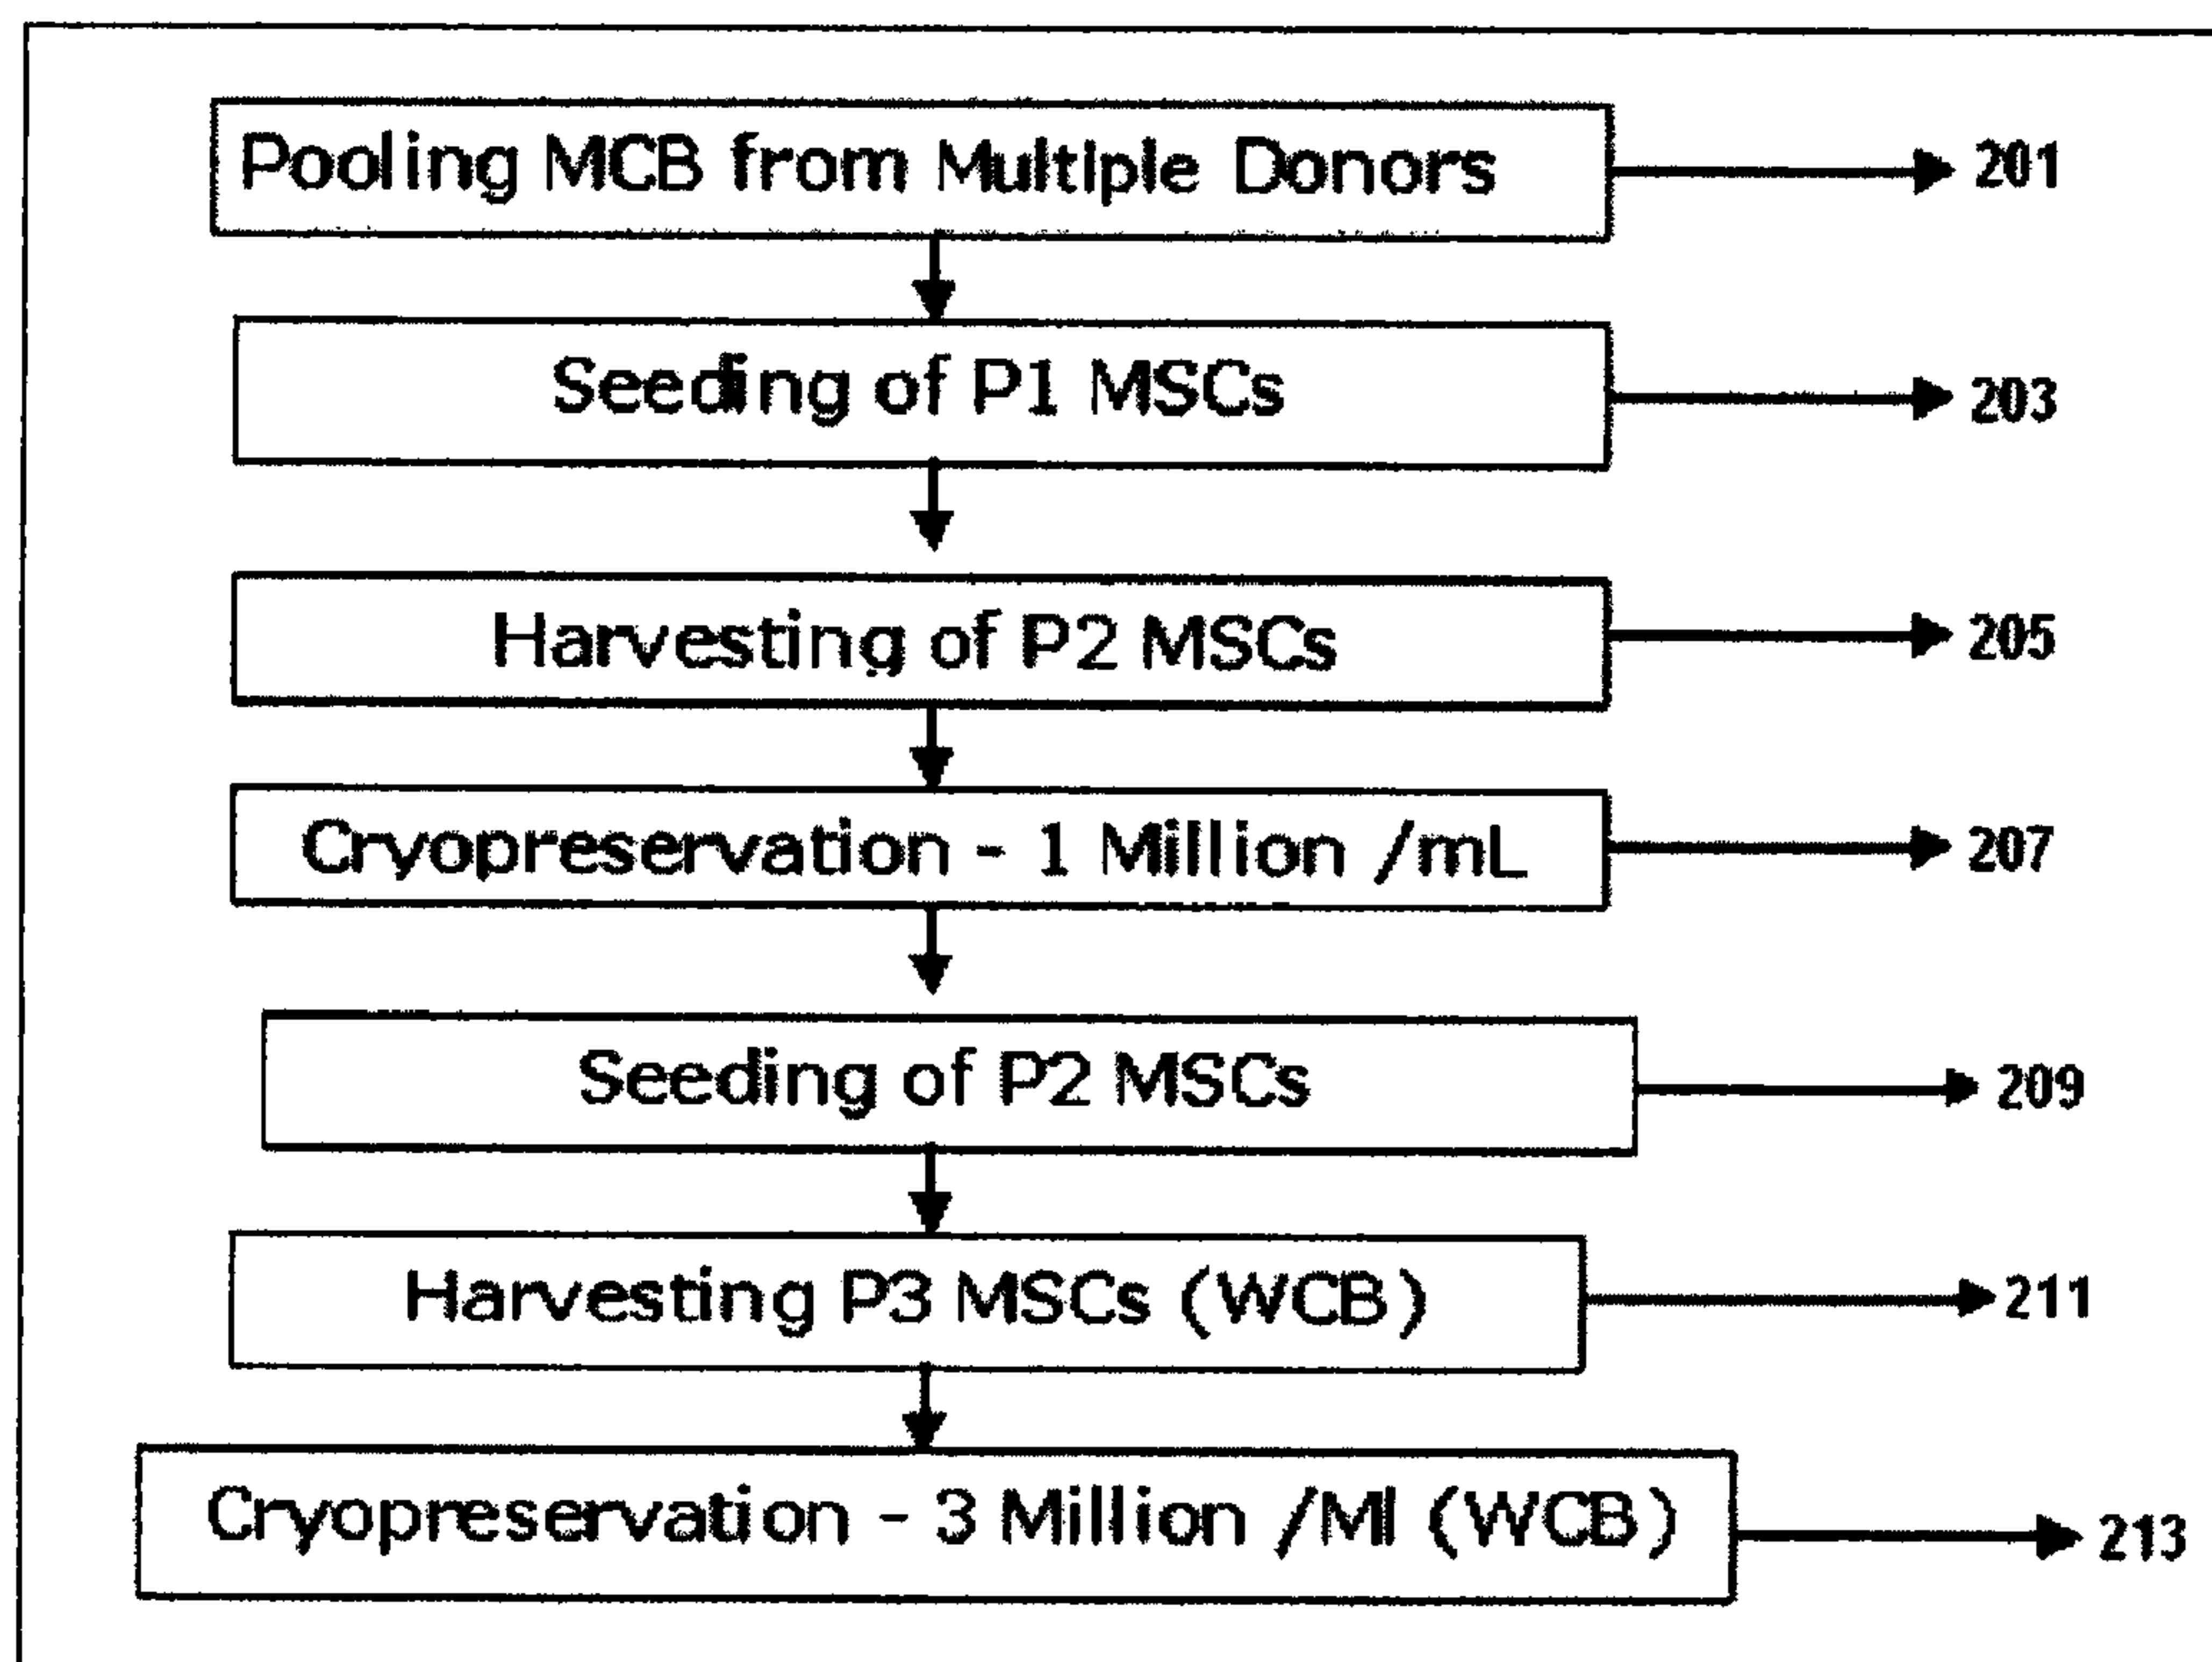 Pooling MCB from Multiple Donors 201
Seeding of P1 MSCs 203
Harvesting of P2 MSCs 205
Cryopreservation - 1 Million /mL 207
Seeding of P2 MSCs 209
Harvesting P3 MSCs (WCB) 211
Cryopreservation - 3 Million /Ml (WCB) 213